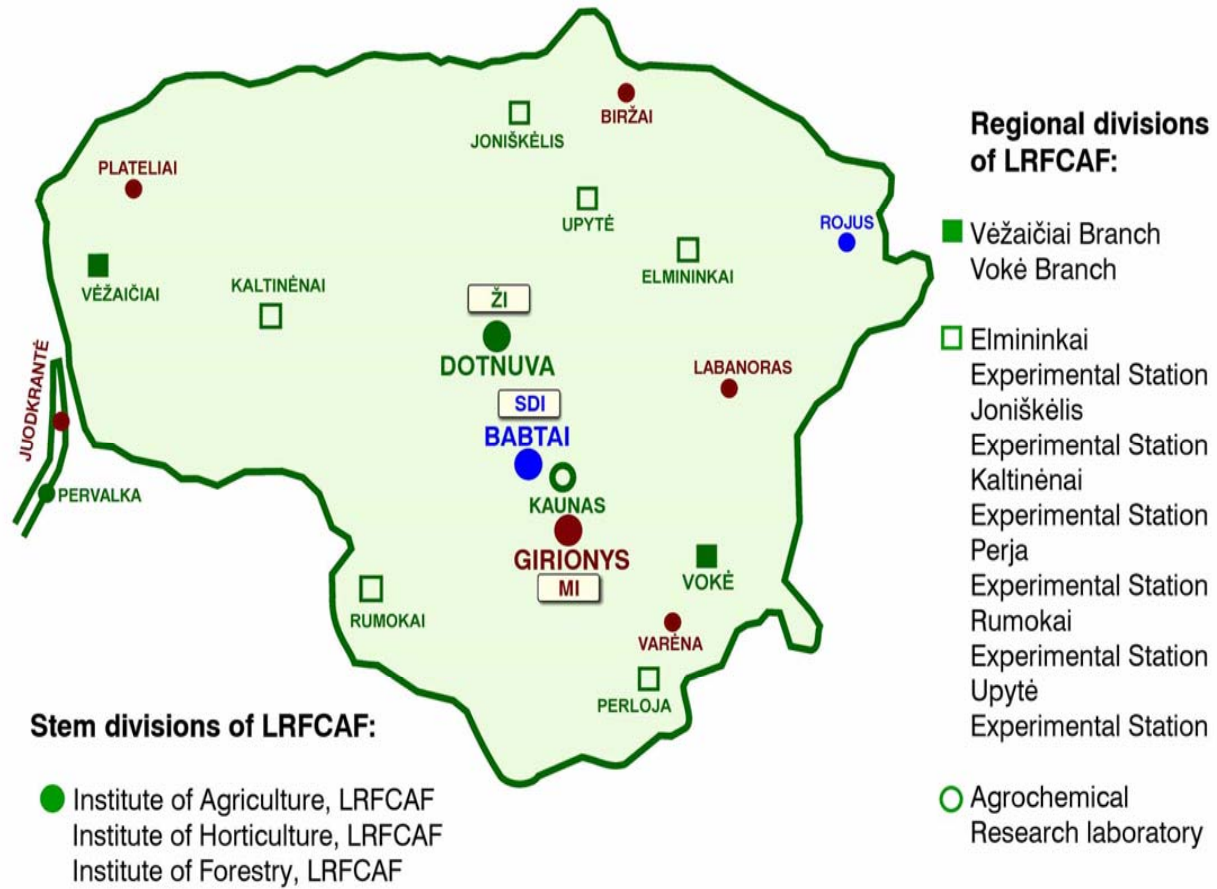 BIRŽAI
JONIŠKĖLIS
PLATELIAI
UPYTĖ
ROJUS
ELMININKAI
VĖŽAIČIAI
KALTINĖNAI
ŽI
DOTNUVA
LABANORAS
JUODKRANTĖ
SDI
BABTAI
PERVALKA
KAUNAS
GIRIONYS
MI
VOKĖ
RUMOKAI
VARĖNA
PERLOJA
Regional divisions
of LRFCAF:
Vėžaičiai Branch
Vokė Branch
Elmininkai
Experimental Station
Joniškėlis
Experimental Station
Kaltinėnai
Experimental Station
Perja
Experimental Station
Rumokai
Experimental Station
Upytė
Experimental Station
Agrochemical
Research laboratory
Stem divisions of LRFCAF:
Institute of Agriculture, LRFCAF
Institute of Horticulture, LRFCAF
Institute of Forestry, LRFCAF